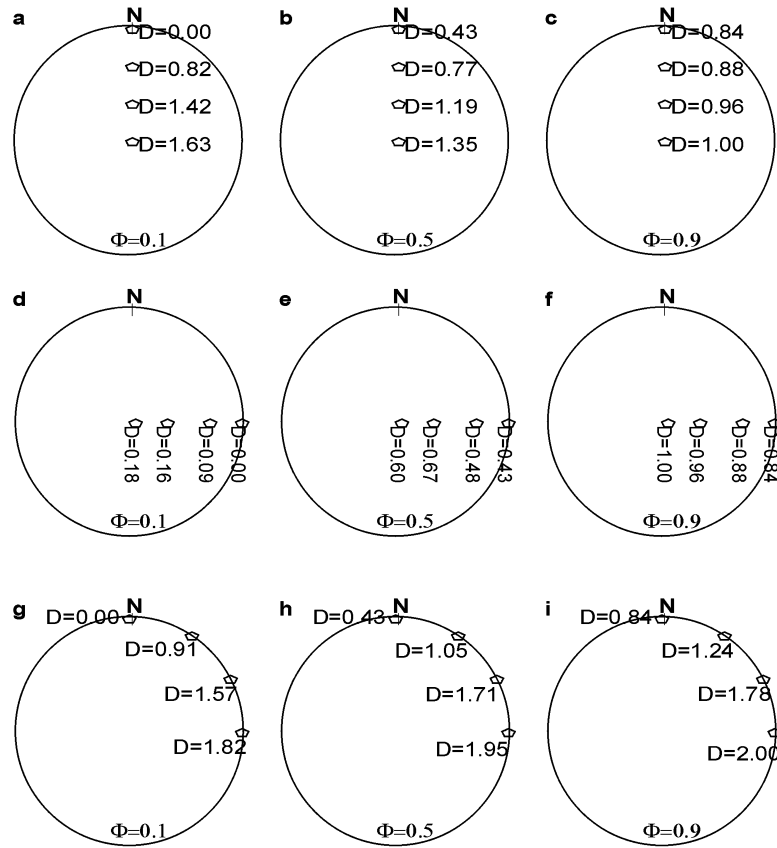 a
N
D=0.00
D=0.82
D=1.42
D=1.63
Φ=0.1
b
N
D=0.43
D=0.77
D=1.19
D=1.35
Φ=0.5
c
N
D=0.84
D=0.88
D=0.96
D=1.00
Φ=0.9
d
N
D=0.18
D=0.16
D=0.09
D=0.00
Φ=0.1
e
N
D=0.60
D=0.67
D=0.48
D=0.43
Φ=0.5
f
N
D=1.00
D=0.96
D=0.88
D=0.84
Φ=0.9
g
N
D=0.00
D=0.91
D=1.57
D=1.82
Φ=0.1
h
N
D=0.43
D=1.05
D=1.71
D=1.95
Φ=0.5
i
N
D=0.84
D=1.24
D=1.78
D=2.00
Φ=0.9